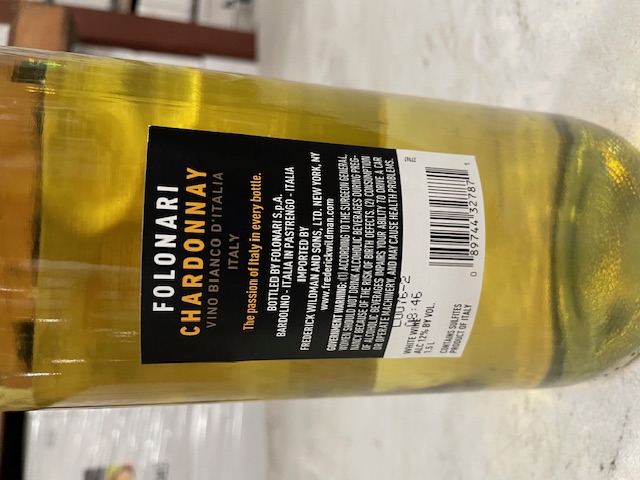 FOLONARI
CHARDONNAY
VINO BIANCO D'ITALIA
ITALY
The passion of Italy in every bottle.
BOTTLED BY FOLONARI S.p.A.
BARDOLINO - ITALIA IN PASTRENGO - ITALIA
IMPORTED BY
FREDERICK WILDMAN AND SONS, LTD. NEW YORK, NY
www.frederickwildman.com
GOVERNMENT WARNING: (1) ACCORDING TO THE SURGEON GENERAL,
WOMEN SHOULD NOT DRINK ALCOHOLIC BEVERAGES DURING PREG-
NANCY BECAUSE OF THE RISK OF BIRTH DEFECTS. (2) CONSUMPTION
OF ALCOHOLIC BEVERAGES IMPAIRS YOUR ABILITY TO DRIVE A CAR
OR OPERATE MACHINERY, AND MAY CAUSE HEALTH PROBLEMS.
L0076-2
08:46
WHITE WINE
ALC 12% BY VOL.
1.5 L
CONTAINS SULFITES
PRODUCT OF ITALY
0 89744 32787 1